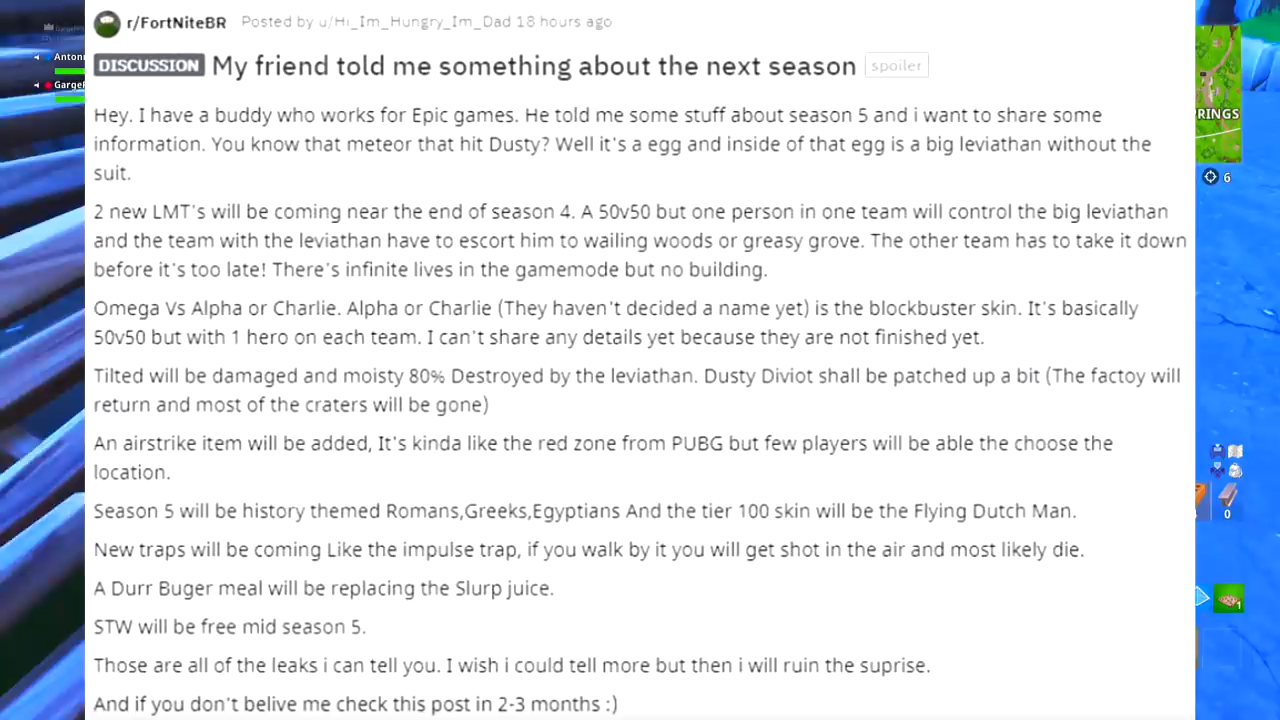 r/FortNiteBR Posted by u/Hi_Im_Hungry_Im_Dad 18 hours ago
DISCUSSION My friend told me something about the next season spoiler
Hey. I have a buddy who works for Epic games. He told me some stuff about season 5 and i want to share some
information. You know that meteor that hit Dusty? Well it's a egg and inside of that egg is a big leviathan without the
suit.
2 new LMT's will be coming near the end of season 4. A 50v50 but one person in one team will control the big leviathan
and the team with the leviathan have to escort him to wailing woods or greasy grove. The other team has to take it down
before it's too late! There's infinite lives in the gamemode but no building.
Omega Vs Alpha or Charlie. Alpha or Charlie (They haven't decided a name yet) is the blockbuster skin. It's basically
50v50 but with 1 hero on each team. I can't share any details yet because they are not finished yet.
Tilted will be damaged and moisty 80% Destroyed by the leviathan. Dusty Diviot shall be patched up a bit (The factoy will
return and most of the craters will be gone)
An airstrike item will be added, It's kinda like the red zone from PUBG but few players will be able the choose the
location.
Season 5 will be history themed Romans,Greeks,Egyptians And the tier 100 skin will be the Flying Dutch Man.
New traps will be coming Like the impulse trap, if you walk by it you will get shot in the air and most likely die.
A Durr Buger meal will be replacing the Slurp juice.
STW will be free mid season 5.
Those are all of the leaks i can tell you. I wish i could tell more but then i will ruin the suprise.
And if you don't belive me check this post in 2-3 months :)
Anton
Garge
RINGS
6
0
1